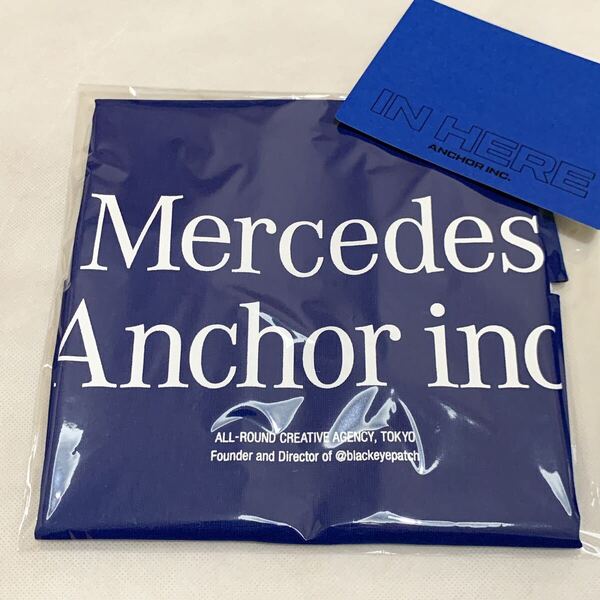 IN HERE
ANCHOR INC.
Mercedes
Anchor inc
ALL-ROUND CREATIVE AGENCY, TOKYO
Founder and Director of @blackeyepatch